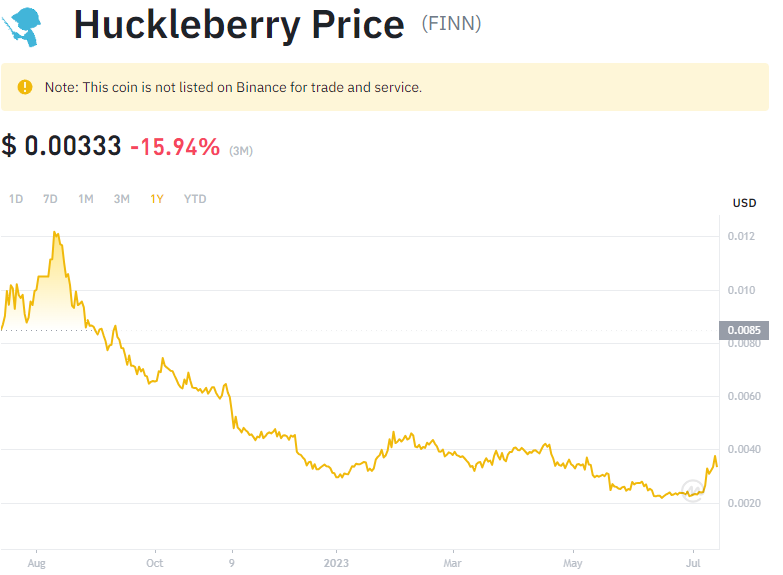 Huckleberry Price (FINN)
Note: This coin is not listed on Binance for trade and service.
$ 0.00333 -15.94% (3M)
1D 7D 1M 3M 1Y YTD
USD
0.012
0.010
0.0085
0.0080
0.0060
0.0040
0.0020
Aug Oct 9 2023 Mar May Jul